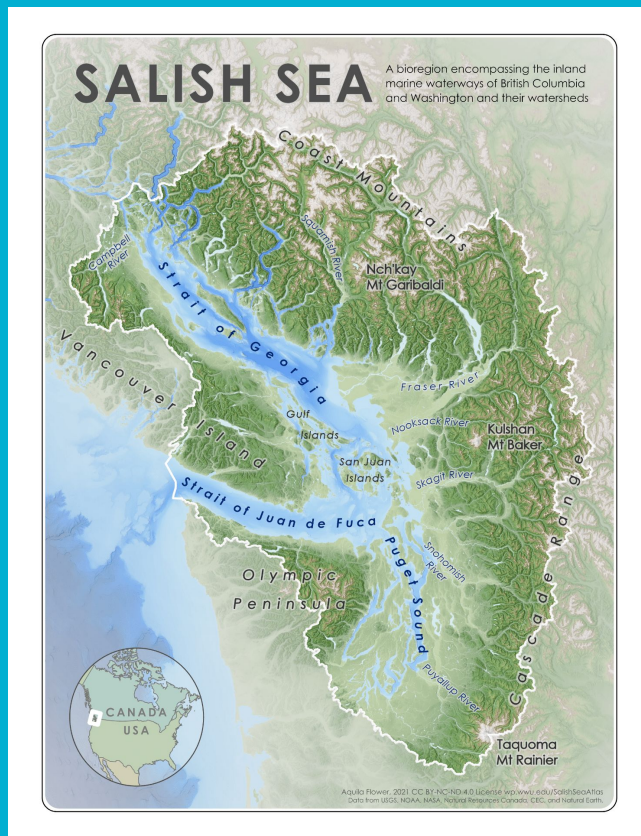 SALISH SEA
A bioregion encompassing the inland
marine waterways of British Columbia
and Washington and their watersheds
Coast Mountains
Campbell
River
Squamish River
Nch'kay
Mt Garibaldi
Strait of Georgia
Vancouver Island
Fraser River
Gulf
Islands
Nooksack River
Kulshan
Mt Baker
San Juan
Islands
Skagit River
Strait of Juan de Fuca
Cascade Range
Snohomish
River
Puget Sound
Olympic
Peninsula
Puyallup River
CANADA
USA
Taquoma
Mt Rainier
Aquila Flower, 2021 CC BY-NC-ND 4.0 License wp.wwu.edu/SalishSeaAtlas
Data from USGS, NOAA, NASA, Natural Resources Canada, CEC, and Natural Earth.